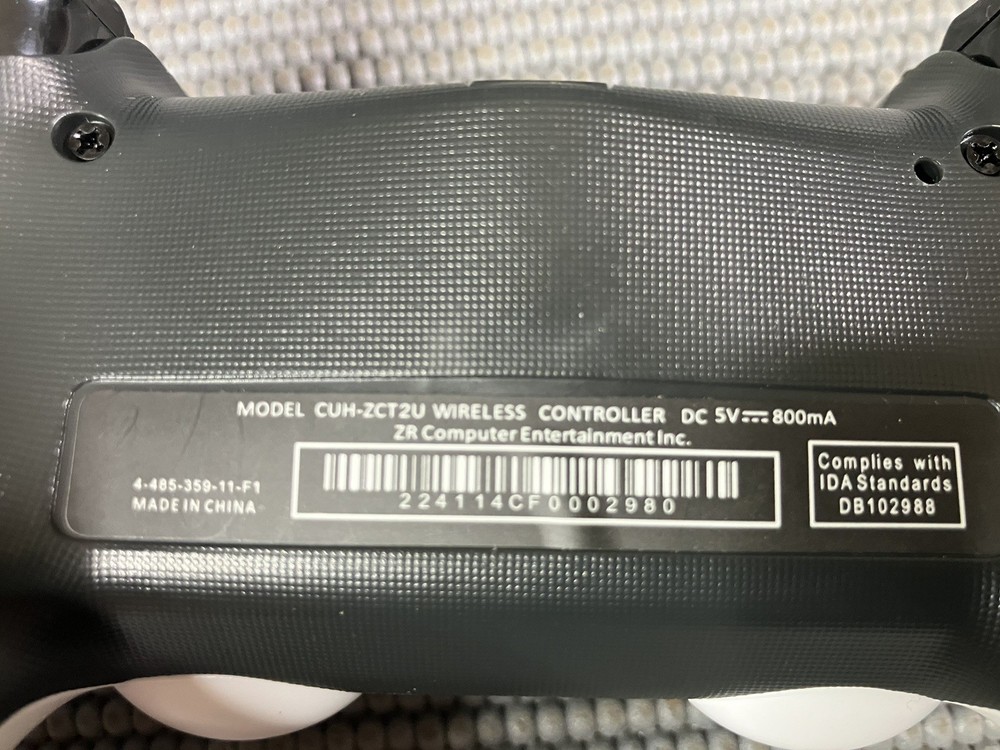 MODEL CUH-ZCT2U WIRELESS CONTROLLER DC 5V⎓800mA
ZR Computer Entertainment Inc.
4-485-359-11-F1
MADE IN CHINA
224114CF0002980
Complies with
IDA Standards
DB102988